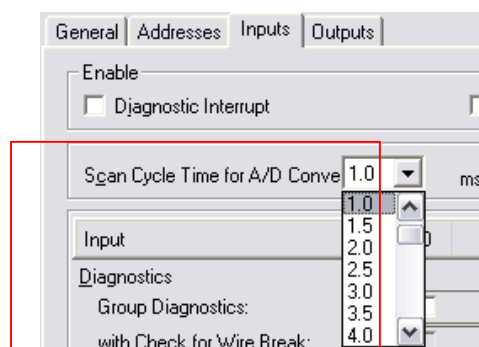 General Addresses Inputs Outputs
Enable
Diagnostic Interrupt
Scan Cycle Time for A/D Conve 1.0 ms
1.0
1.5
2.0
2.5
3.0
3.5
4.0
Input
Diagnostics
Group Diagnostics:
with Check for Wire Break: